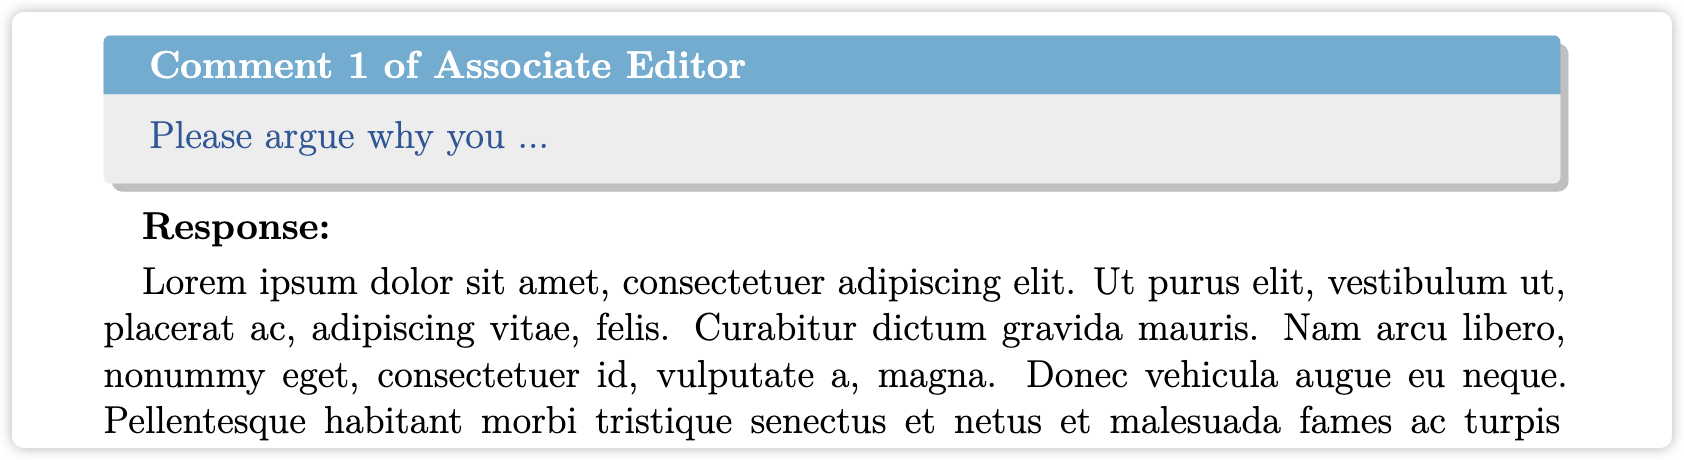 Comment 1 of Associate Editor
Please argue why you ...
Response:
Lorem ipsum dolor sit amet, consectetuer adipiscing elit. Ut purus elit, vestibulum ut,
placerat ac, adipiscing vitae, felis. Curabitur dictum gravida mauris. Nam arcu libero,
nonummy eget, consectetuer id, vulputate a, magna. Donec vehicula augue eu neque.
Pellentesque habitant morbi tristique senectus et netus et malesuada fames ac turpis